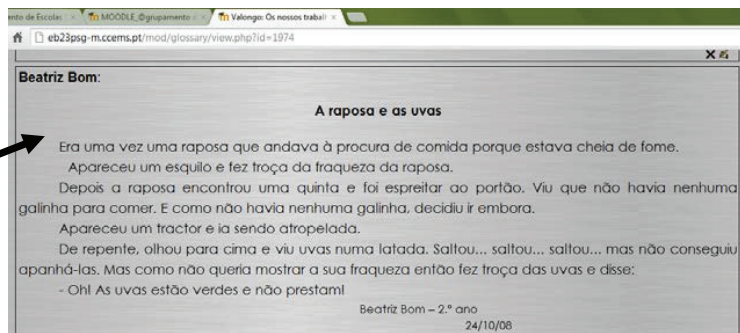 nto de Escolas
MOODLE_@grupamento d
Valongo: Os nossos trabalh
eb23psg-m.ccems.pt/mod/glossary/view.php?id=1974
Beatriz Bom:
A raposa e as uvas
Era uma vez uma raposa que andava à procura de comida porque estava cheia de fome.
Apareceu um esquilo e fez troça da fraqueza da raposa.
Depois a raposa encontrou uma quinta e foi espreitar ao portão. Viu que não havia nenhuma
galinha para comer. E como não havia nenhuma galinha, decidiu ir embora.
Apareceu um tractor e ia sendo atropelada.
De repente, olhou para cima e viu uvas numa latada. Saltou... saltou... saltou... mas não conseguiu
apanhá-las. Mas como não queria mostrar a sua fraqueza então fez troça das uvas e disse:
- Oh! As uvas estão verdes e não prestam!
Beatriz Bom – 2.º ano
24/10/08